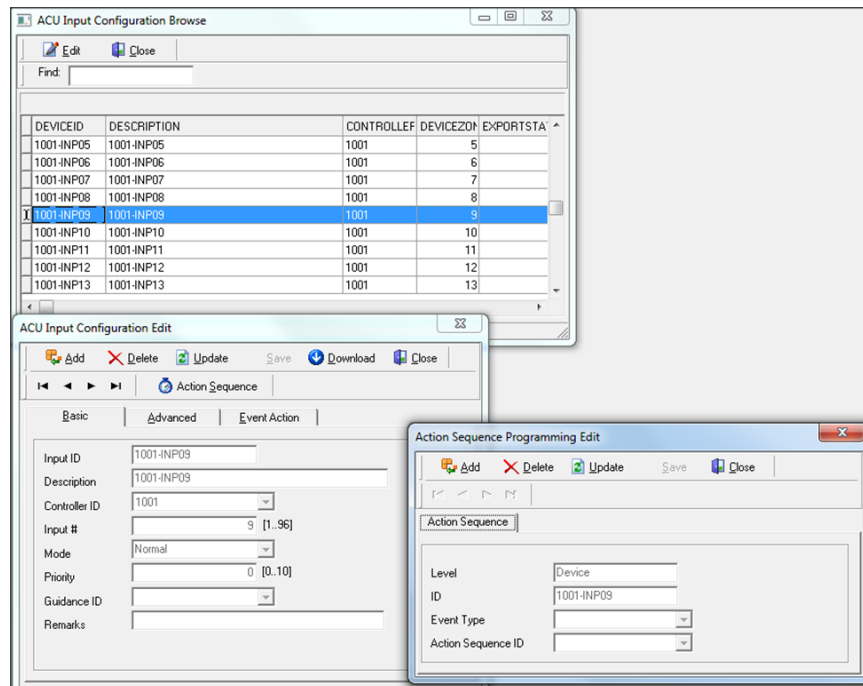 ACU Input Configuration Browse
Edit Close
Find:
DEVICEID DESCRIPTION CONTROLLEF DEVICEZON EXPORTSTA
1001-INP05 1001-INP05 1001 5
1001-INP06 1001-INP06 1001 6
1001-INP07 1001-INP07 1001 7
1001-INP08 1001-INP08 1001 8
1001-INP09 1001-INP09 1001 9
1001-INP10 1001-INP10 1001 10
1001-INP11 1001-INP11 1001 11
1001-INP12 1001-INP12 1001 12
1001-INP13 1001-INP13 1001 13
ACU Input Configuration Edit
Add Delete Update Save Download Close
Action Sequence
Basic Advanced Event Action
Input ID 1001-INP09
Description 1001-INP09
Controller ID 1001
Input # 9 [1..96]
Mode Normal
Priority 0 [0..10]
Guidance ID
Remarks
Action Sequence Programming Edit
Add Delete Update Save Close
Action Sequence
Level Device
ID 1001-INP09
Event Type
Action Sequence ID